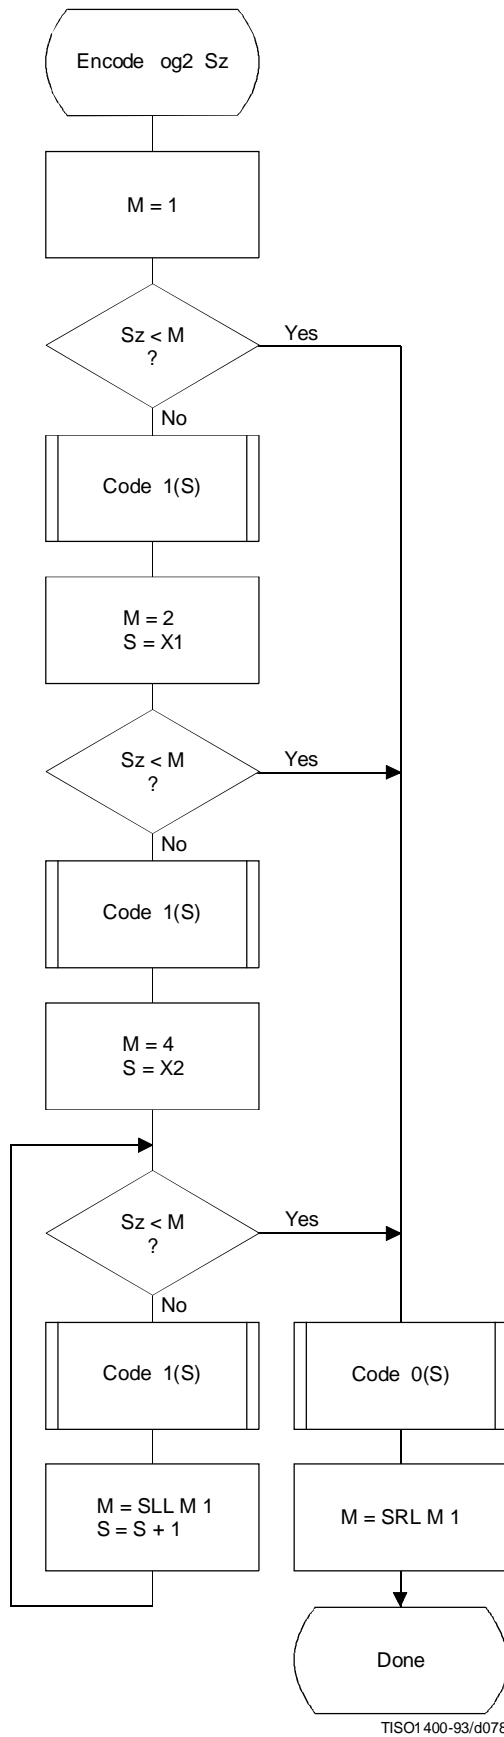 Encode og2 Sz
M = 1
Sz < M
?
Yes
No
Code 1(S)
M = 2
S = X1
Sz < M
?
Yes
No
Code 1(S)
M = 4
S = X2
Sz < M
?
Yes
No
Code 1(S)
Code 0(S)
M = SLL M 1
S = S + 1
M = SRL M 1
Done
TISO1400-93/d078